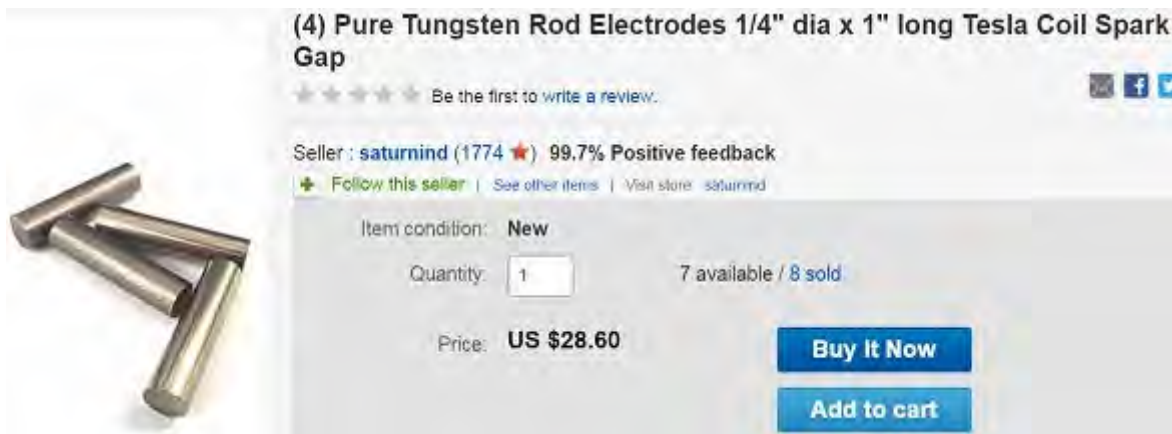 (4) Pure Tungsten Rod Electrodes 1/4" dia x 1" long Tesla Coil Spark
Gap
Be the first to write a review.
Seller : saturnind (1774 ★) 99.7% Positive feedback
Follow this seller | See other items | Visit store saturnind
Item condition: New
Quantity: 1 7 available / 8 sold
Price: US $28.60
Buy It Now
Add to cart